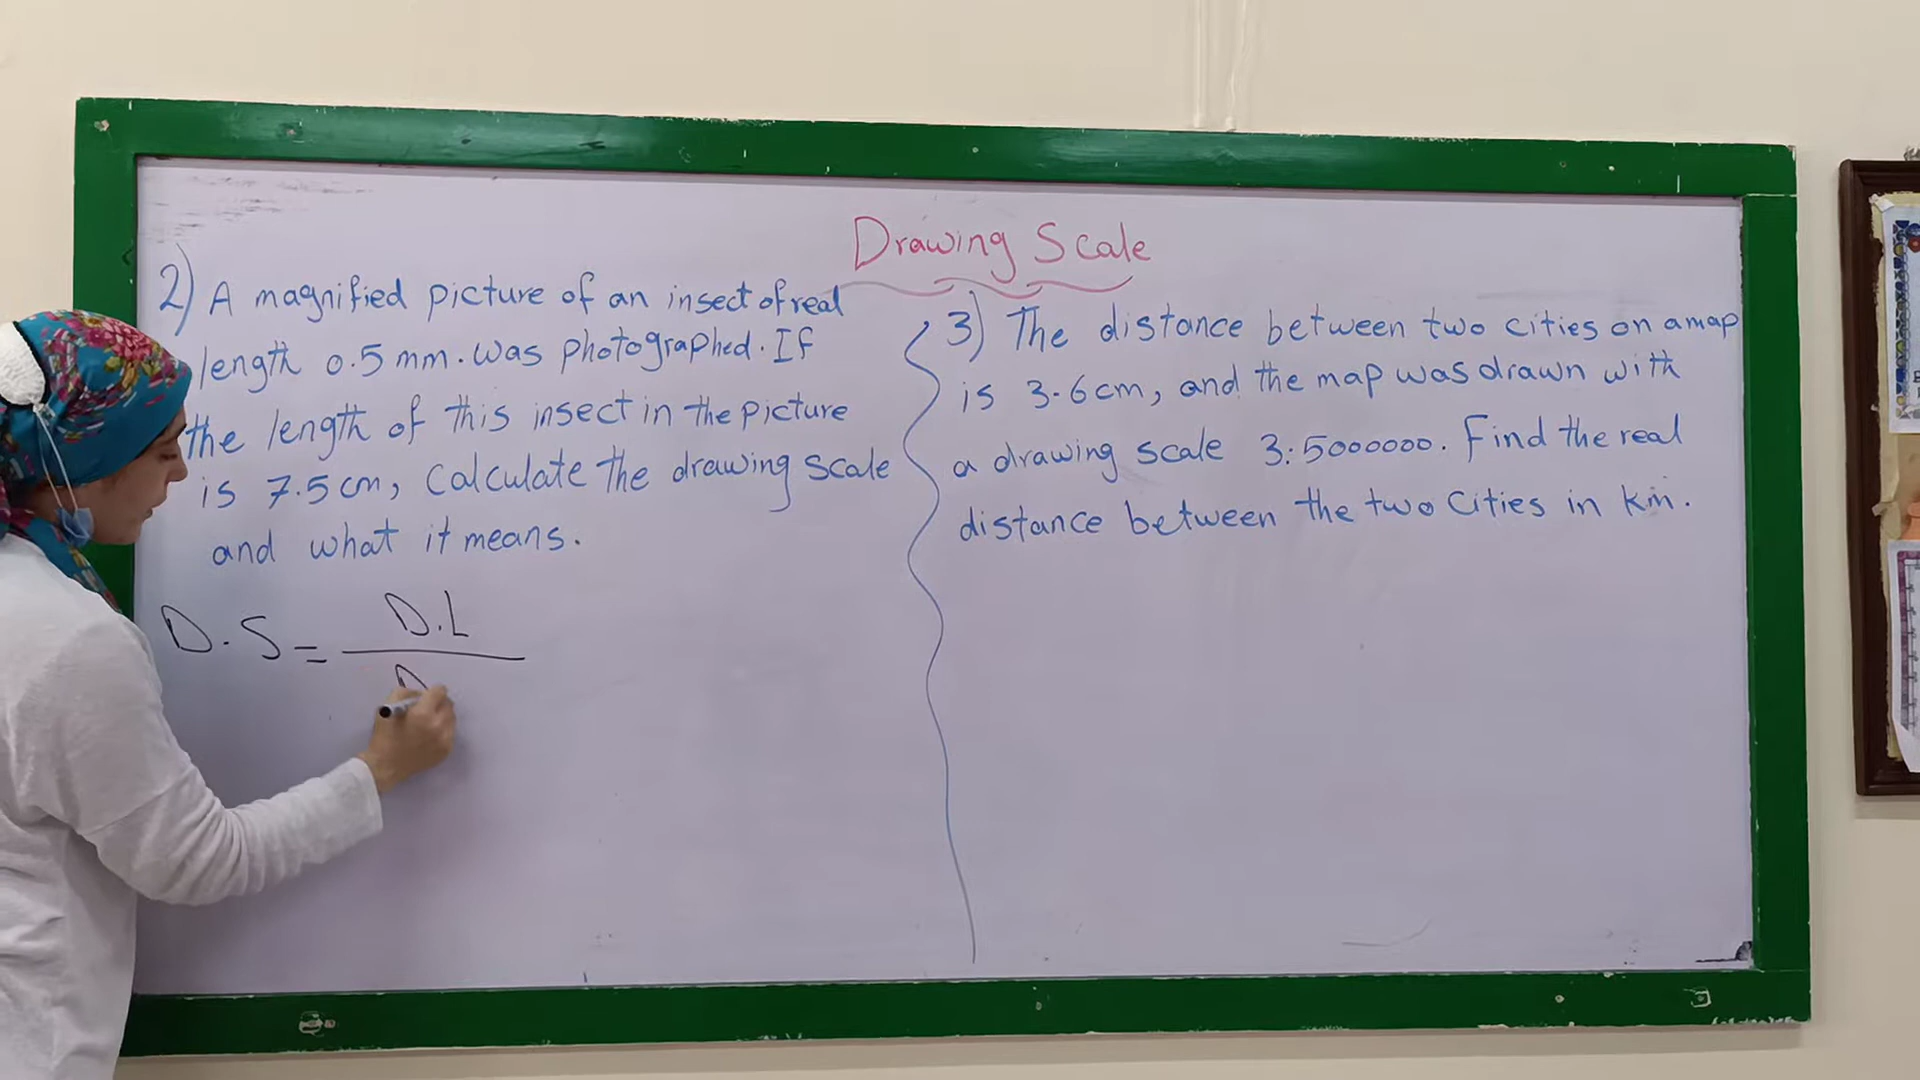 Drawing Scale
2) A magnified picture of an insect of real
length 0.5 mm. was photographed. If
the length of this insect in the picture
is 7.5 cm, Calculate the drawing scale
and what it means.
D.S = D.L
3) The distance between two cities on a map
is 3.6 cm, and the map was drawn with
a drawing scale 3:5000000. Find the real
distance between the two cities in km.